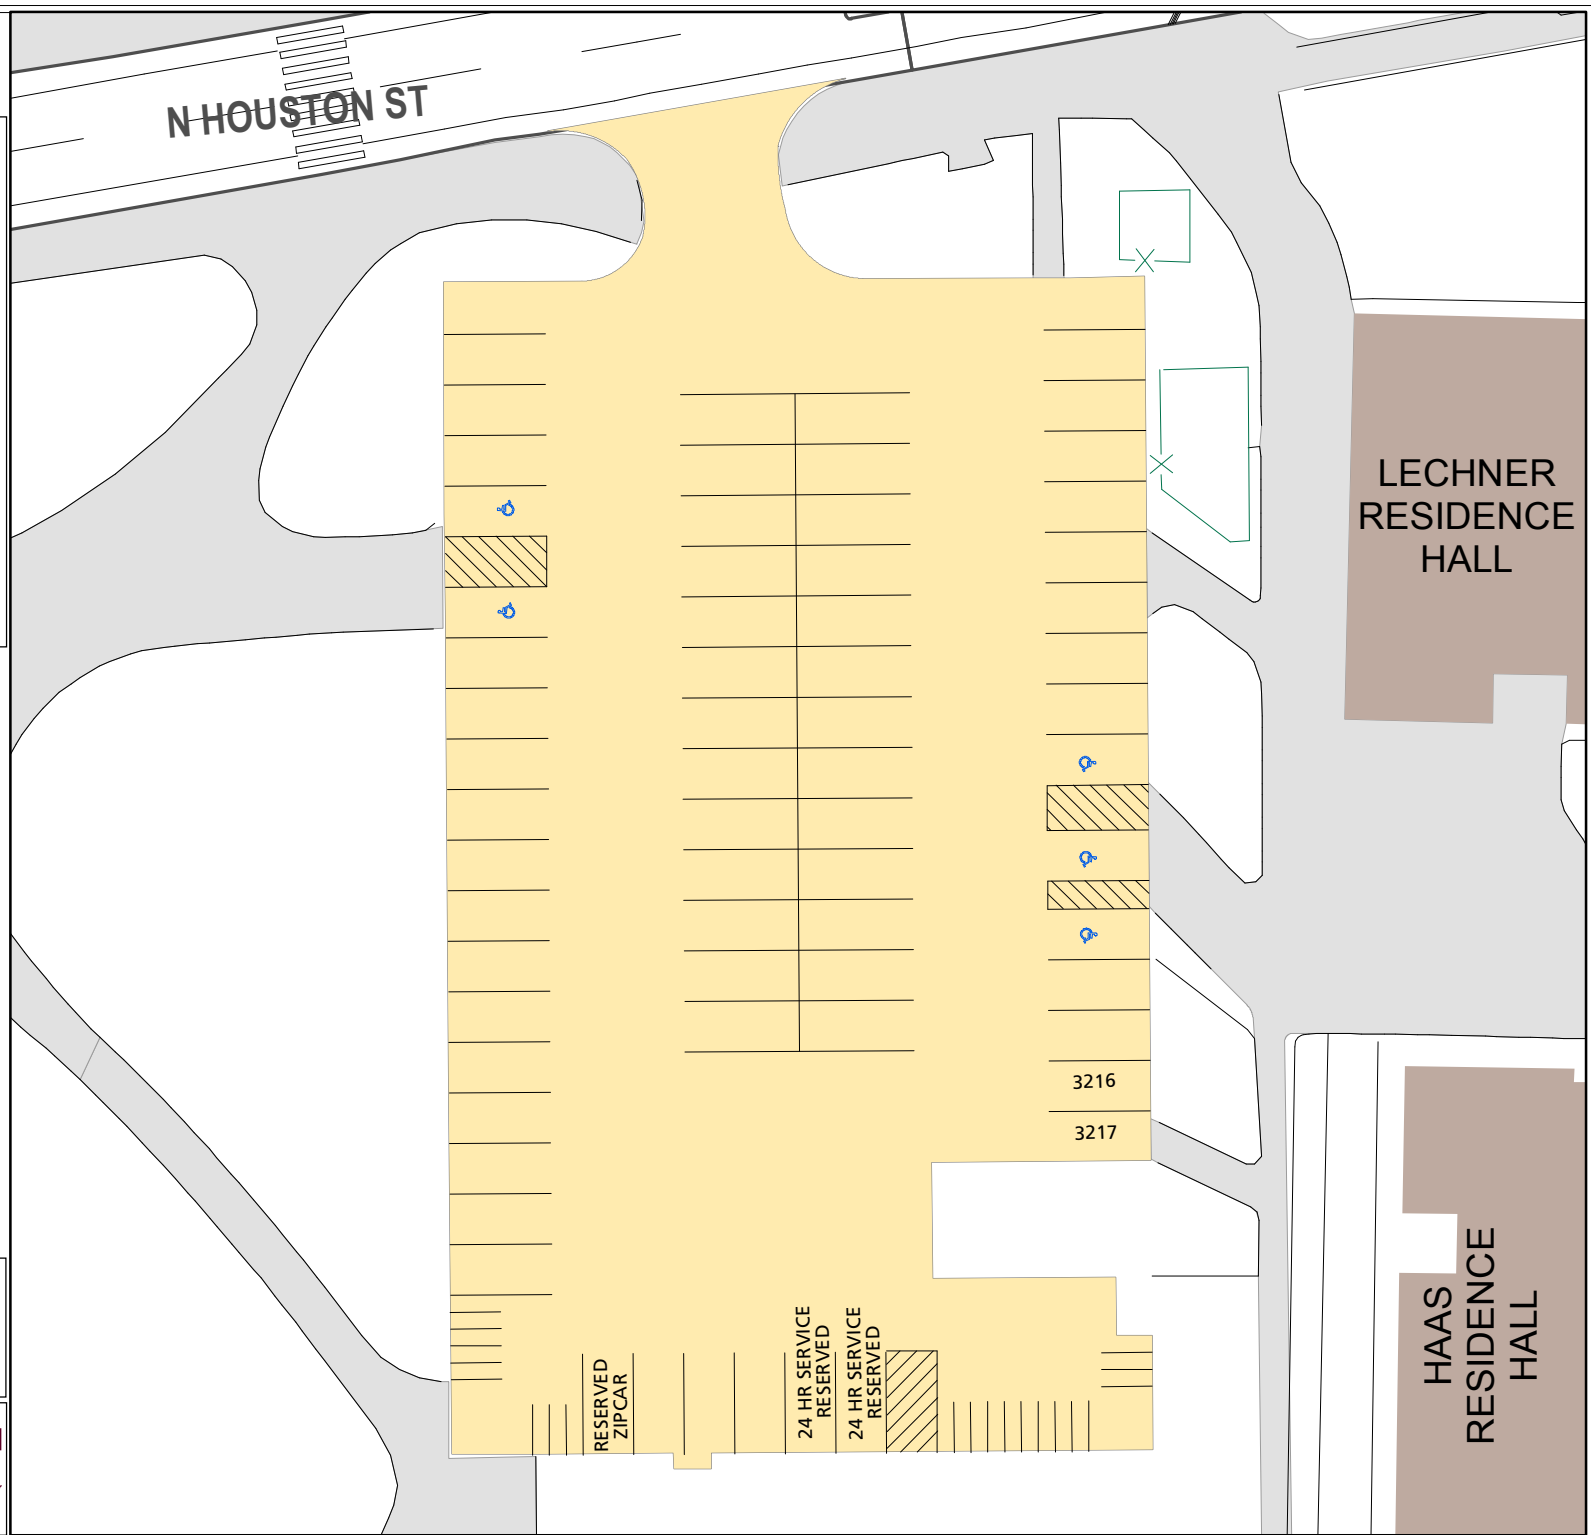 N HOUSTON ST
LECHNER
RESIDENCE
HALL
3216
3217
HAAS
RESIDENCE
HALL
RESERVED
ZIPCAR
24 HR SERVICE
RESERVED
24 HR SERVICE
RESERVED